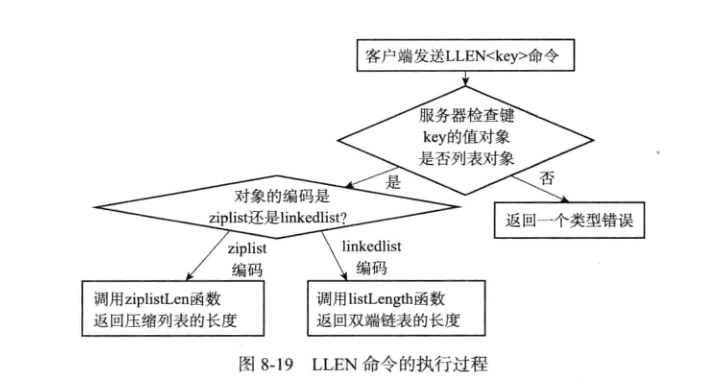 客户端发送LLEN<key>命令
服务器检查键
key的值对象
是否列表对象
是
否
对象的编码是
ziplist还是linkedlist?
返回一个类型错误
ziplist
编码
linkedlist
编码
调用ziplistLen函数
返回压缩列表的长度
调用listLength函数
返回双端链表的长度
图 8-19 LLEN 命令的执行过程